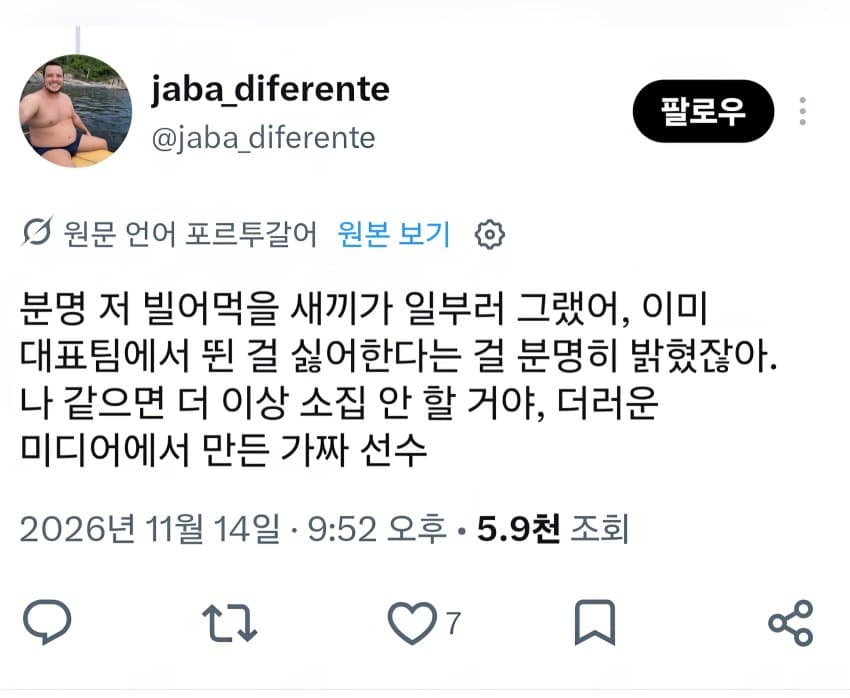 jaba_diferente
팔로우
@jaba_diferente
원문 언어 포르투갈어 원본 보기
분명 저 빌어먹을 새끼가 일부러 그랬어, 이미
대표팀에서 뛴 걸 싫어한다는 걸 분명히 밝혔잖아.
나 같으면 더 이상 소집 안 할 거야, 더러운
미디어에서 만든 가짜 선수
2026년 11월 14일 · 9:52 오후 • 5.9천 조회
7